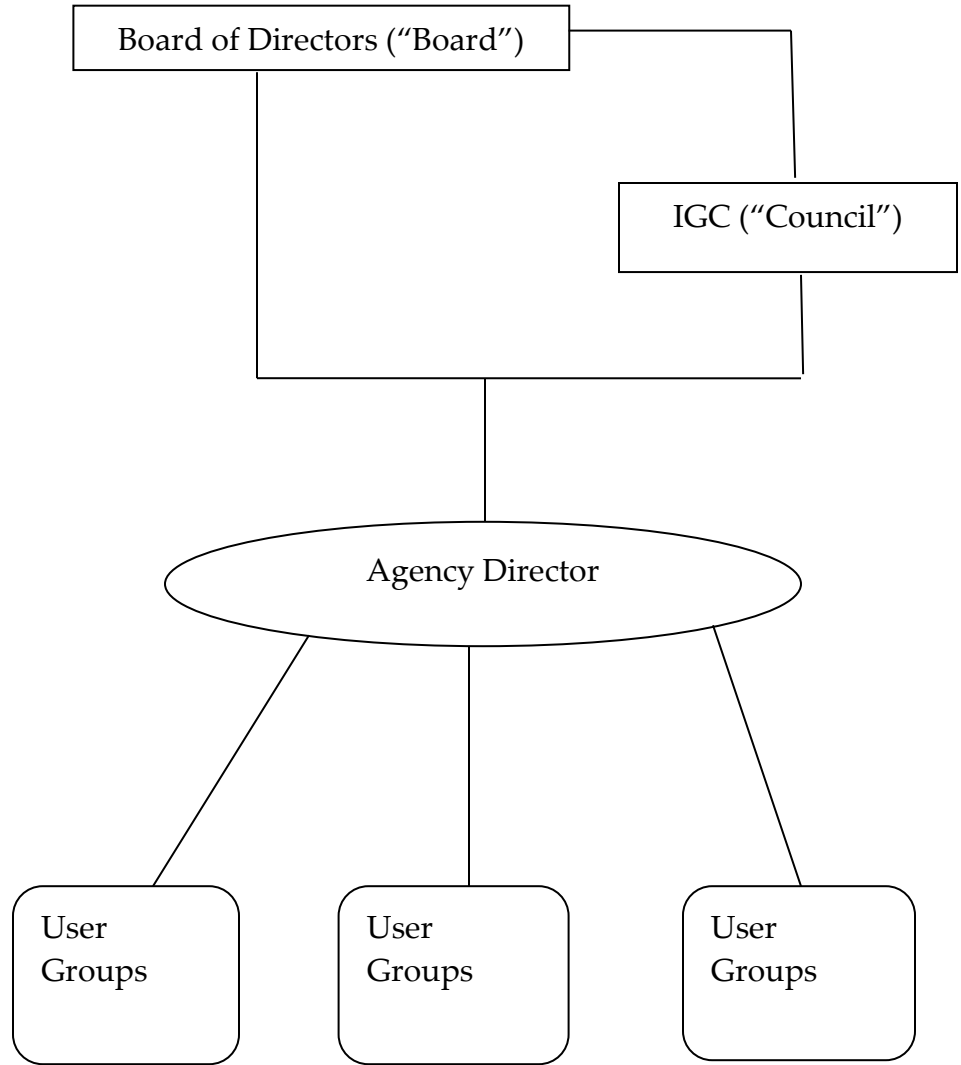 Board of Directors (“Board”)
IGC (“Council”)
Agency Director
User
Groups
User
Groups
User
Groups